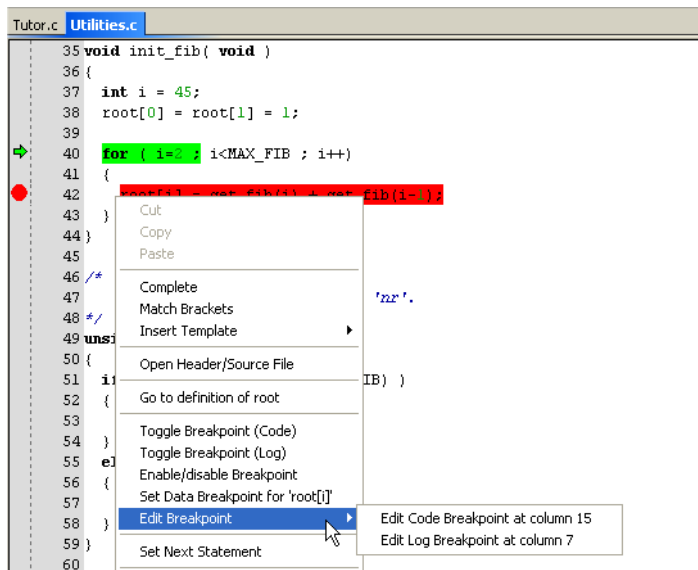 Tutor.c Utilities.c
35 void init_fib( void )
36 {
37 int i = 45;
38 root[0] = root[1] = 1;
39
40 for ( i=2 ; i<MAX_FIB ; i++)
41 {
42 root[i] = get_fib(i) + get_fib(i-1);
43 }
44 }
45
46 /*
47 'nr'.
48 */
49 unsi
50 {
51 if IB) )
52 {
53
54 }
55 el
56 {
57
58 }
59 }
60
Cut
Copy
Paste
Complete
Match Brackets
Insert Template
Open Header/Source File
Go to definition of root
Toggle Breakpoint (Code)
Toggle Breakpoint (Log)
Enable/disable Breakpoint
Set Data Breakpoint for 'root[i]'
Edit Breakpoint
Set Next Statement
Edit Code Breakpoint at column 15
Edit Log Breakpoint at column 7